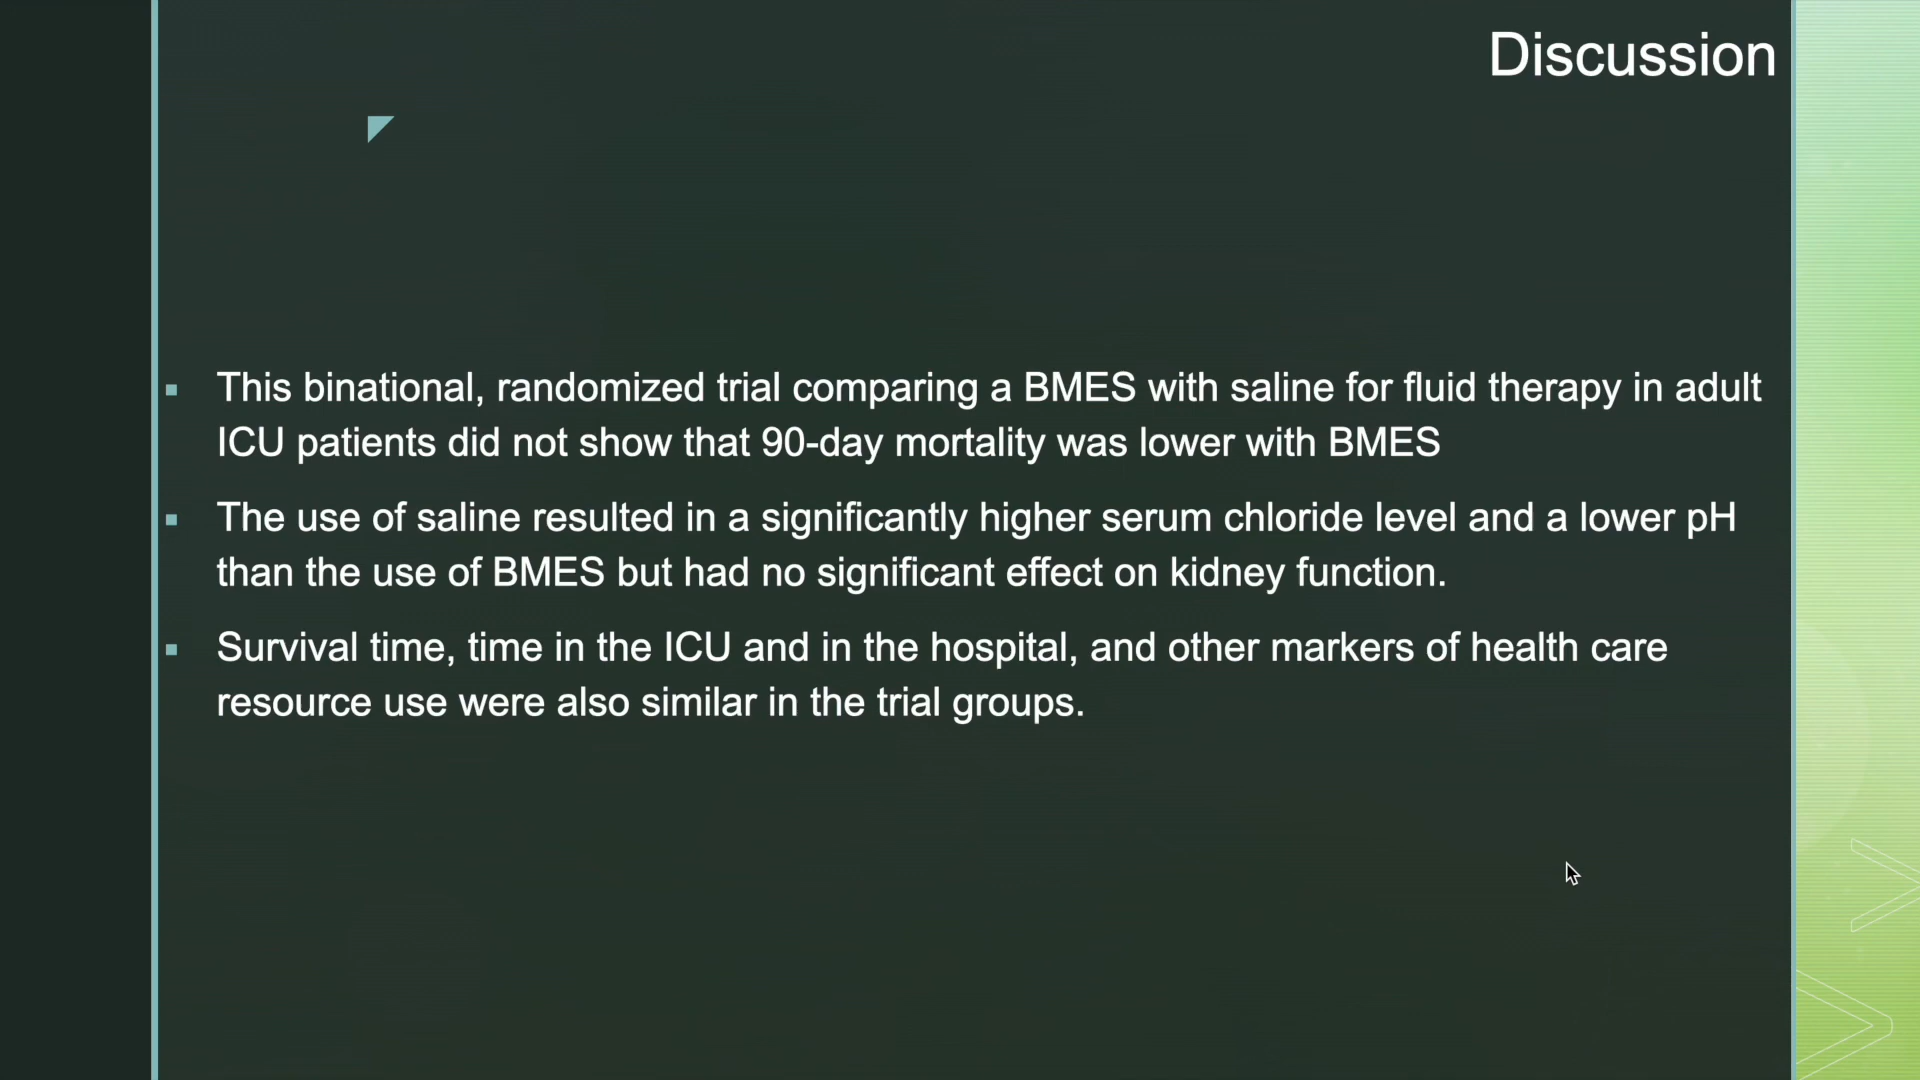 Discussion
This binational, randomized trial comparing a BMES with saline for fluid therapy in adult
ICU patients did not show that 90-day mortality was lower with BMES
The use of saline resulted in a significantly higher serum chloride level and a lower pH
than the use of BMES but had no significant effect on kidney function.
Survival time, time in the ICU and in the hospital, and other markers of health care
resource use were also similar in the trial groups.